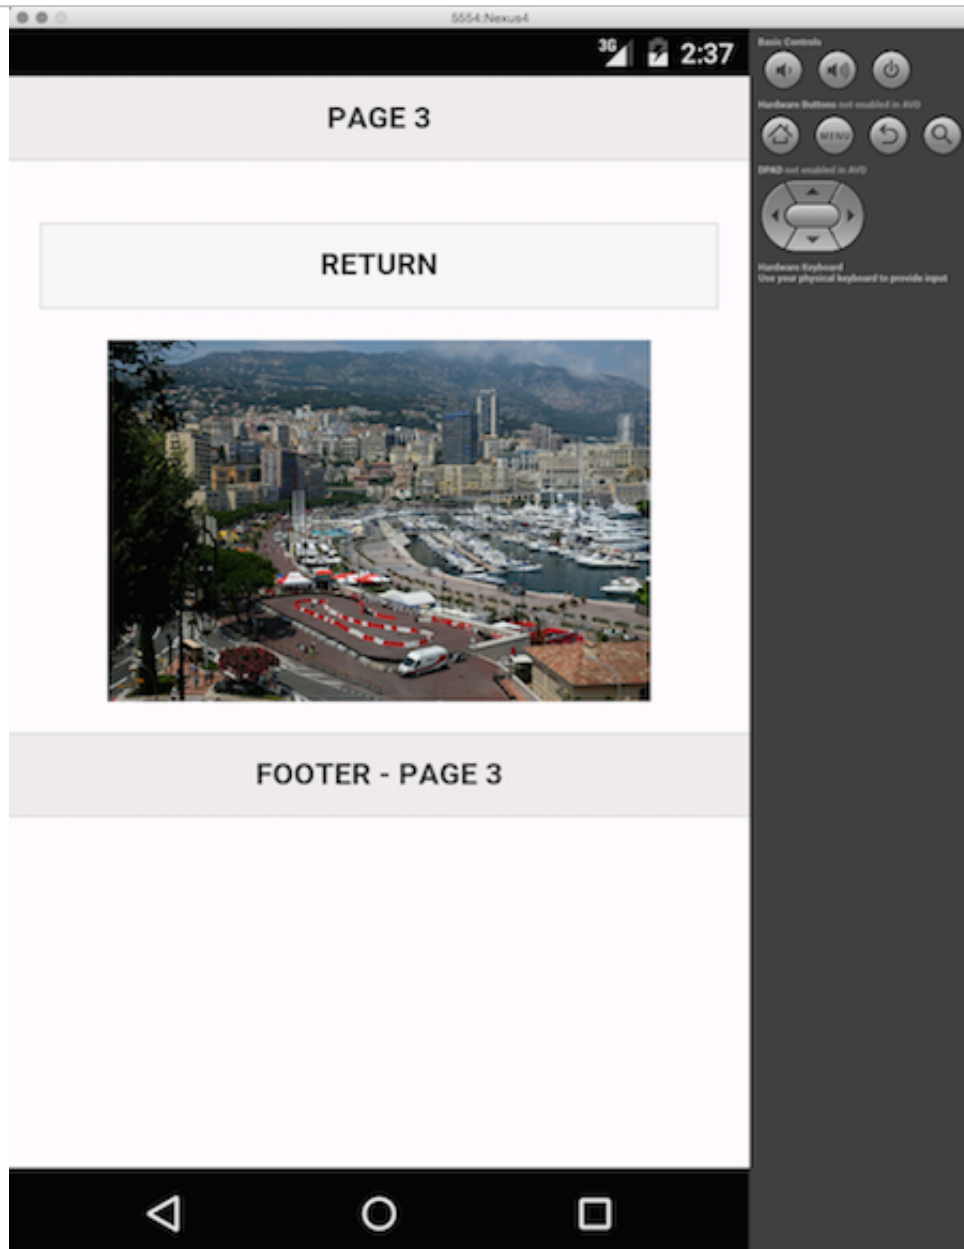 5554:Nexus4
3G 2:37
PAGE 3
RETURN
FOOTER - PAGE 3
Basic Controls
Hardware Buttons not enabled in AVD
MENU
DPAD not enabled in AVD
Hardware Keyboard
Use your physical keyboard to provide input